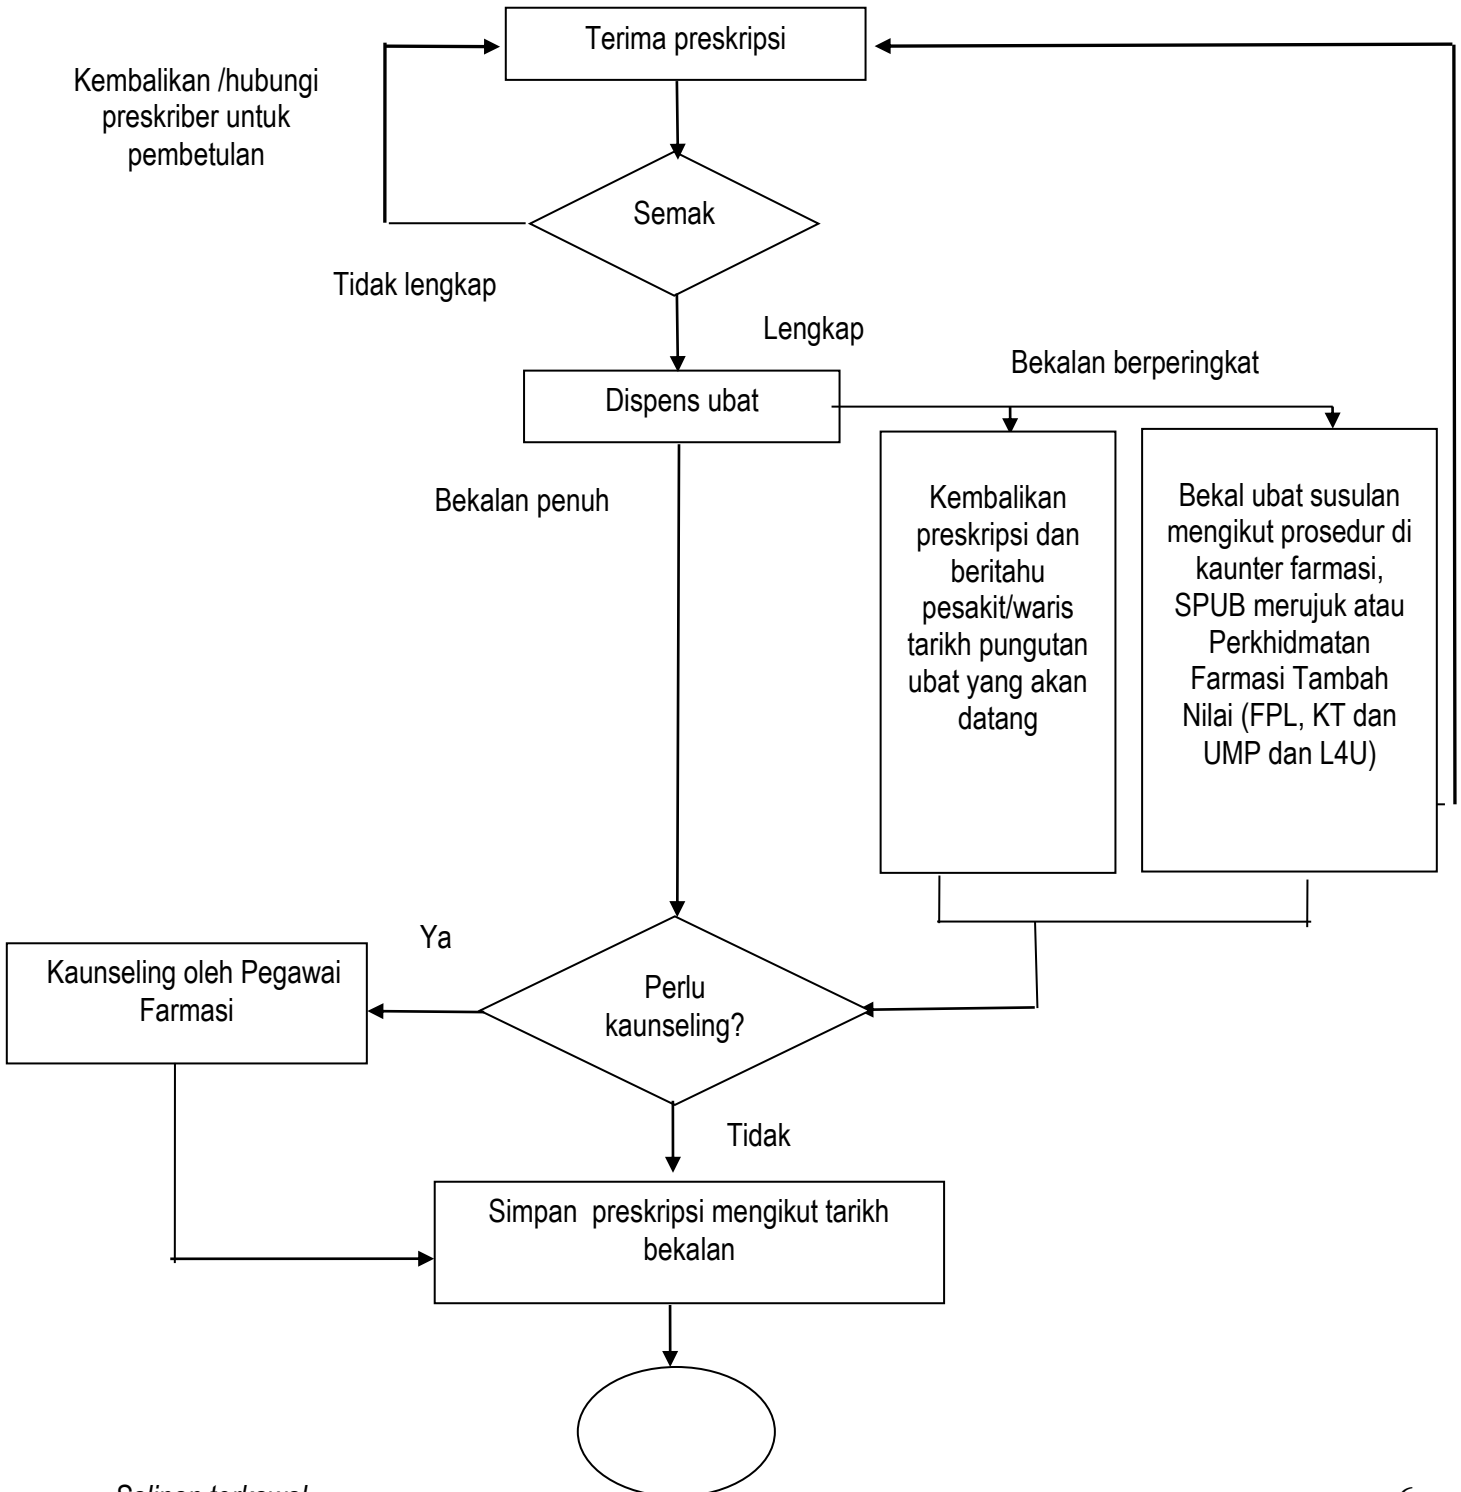 Terima preskripsi
Kembalikan /hubungi
preskriber untuk
pembetulan
Semak
Tidak lengkap
Lengkap
Bekalan berperingkat
Dispens ubat
Bekalan penuh
Kembalikan
preskripsi dan
beritahu
pesakit/waris
tarikh pungutan
ubat yang akan
datang
Bekal ubat susulan
mengikut prosedur di
kaunter farmasi,
SPUB merujuk atau
Perkhidmatan
Farmasi Tambah
Nilai (FPL, KT dan
UMP dan L4U)
Ya
Kaunseling oleh Pegawai
Farmasi
Perlu
kaunseling?
Tidak
Simpan  preskripsi mengikut tarikh
bekalan
Salinan terkawal